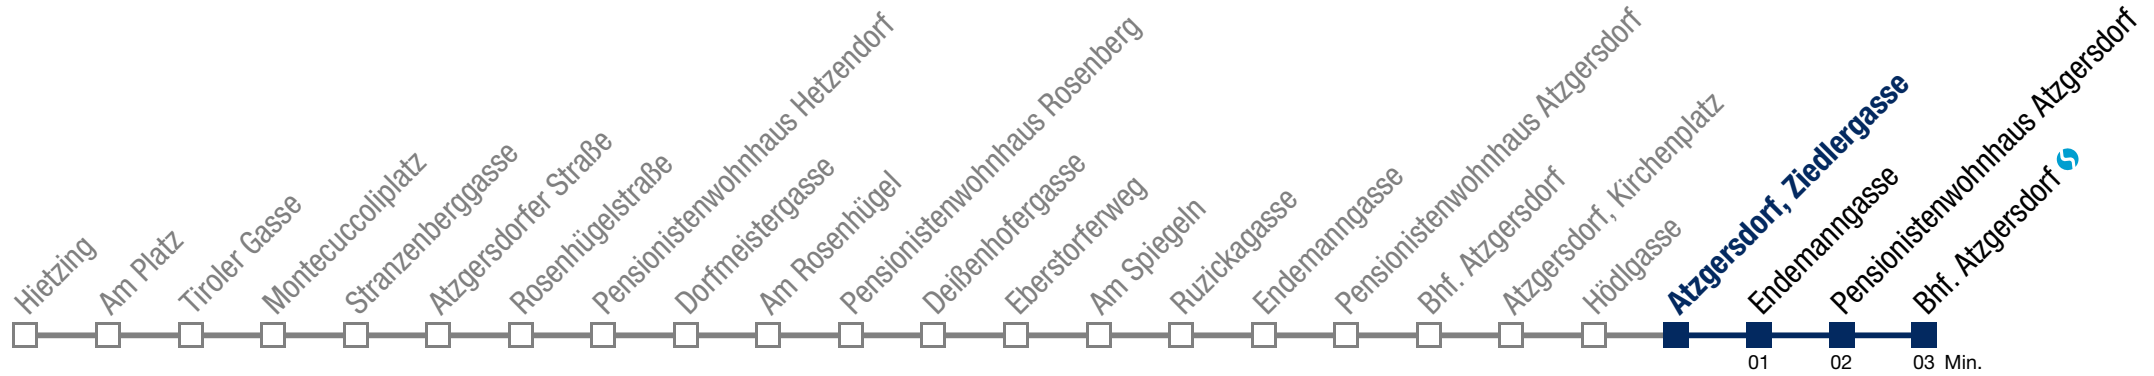 Hietzing
Am Platz
Tiroler Gasse
Montecuccoliplatz
Stranzenberggasse
Atzgersdorfer Straße
Rosenhügelstraße
Pensionistenwohnhaus Hetzendorf
Dorfmeistergasse
Am Rosenhügel
Pensionistenwohnhaus Rosenberg
Deißenhofergasse
Eberstorferweg
Am Spiegeln
Ruzickagasse
Endemanngasse
Pensionistenwohnhaus Atzgersdorf
Bhf. Atzgersdorf
Atzgersdorf, Kirchenplatz
Hödlgasse
Atzgersdorf, Ziedlergasse
Endemanngasse
Pensionistenwohnhaus Atzgersdorf
Bhf. Atzgersdorf
01 02 03 Min.